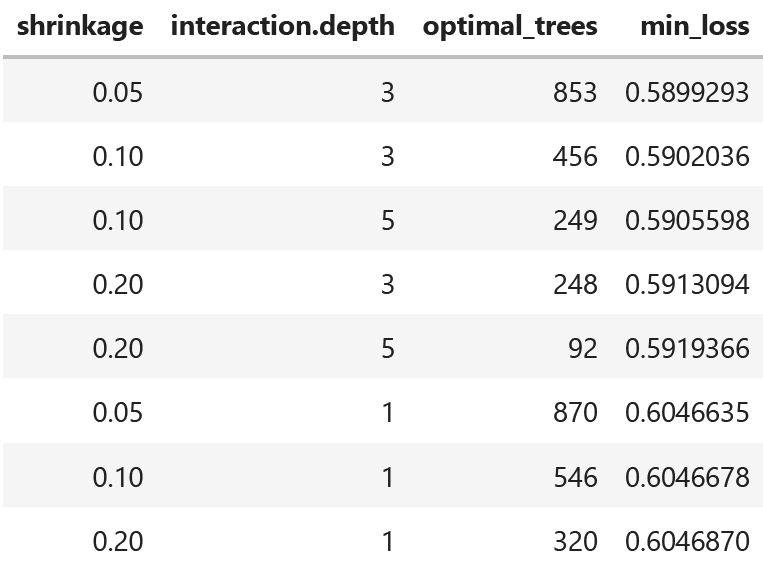 shrinkage interaction.depth optimal_trees min_loss
0.05 3 853 0.5899293
0.10 3 456 0.5902036
0.10 5 249 0.5905598
0.20 3 248 0.5913094
0.20 5 92 0.5919366
0.05 1 870 0.6046635
0.10 1 546 0.6046678
0.20 1 320 0.6046870